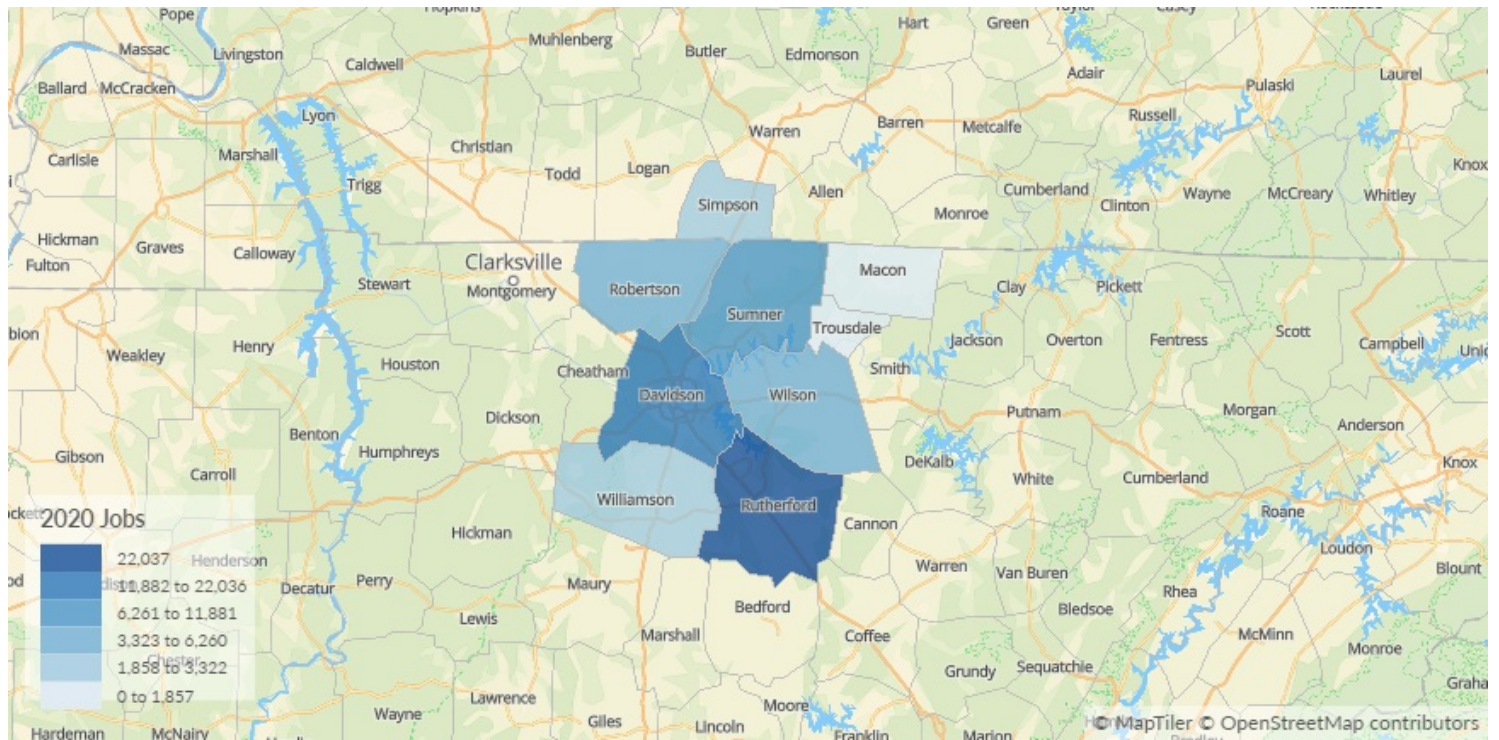 Pope
Hart
Green
Massac
Livingston
Muhlenberg
Butler
Edmonson
Caldwell
Adair
Pulaski
Laurel
Ballard
McCracken
Lyon
Russell
Warren
Barren
Metcalfe
Carlisle
Marshall
Christian
Logan
Knox
Todd
Trigg
Allen
Cumberland
Wayne
McCreary
Whitley
Simpson
Clinton
Monroe
Hickman
Graves
Calloway
Fulton
Clarksville
Macon
Stewart
Montgomery
Robertson
Clay
Pickett
Sumner
Trousdale
Scott
Weakley
Henry
Jackson
Overton
Fentress
Campbell
Houston
Cheatham
Smith
Davidson
Wilson
Dickson
Putnam
Morgan
Anderson
Benton
Humphreys
Gibson
Carroll
DeKalb
White
Cumberland
Knox
Williamson
Rutherford
Roane
2020 Jobs
Cannon
Hickman
Loudon
22,037
Henderson
Warren
Van Buren
Blount
11,882 to 22,036
Decatur
Perry
Maury
Rhea
6,261 to 11,881
Bedford
Bledsoe
Lewis
3,323 to 6,260
Marshall
Coffee
McMinn
Monroe
Chester
1,858 to 3,322
Grundy
Sequatchie
0 to 1,857
Lawrence
Wayne
Moore
Giles
Lincoln
Hardeman
McNairy
Franklin
Marion
© MapTiler © OpenStreetMap contributors